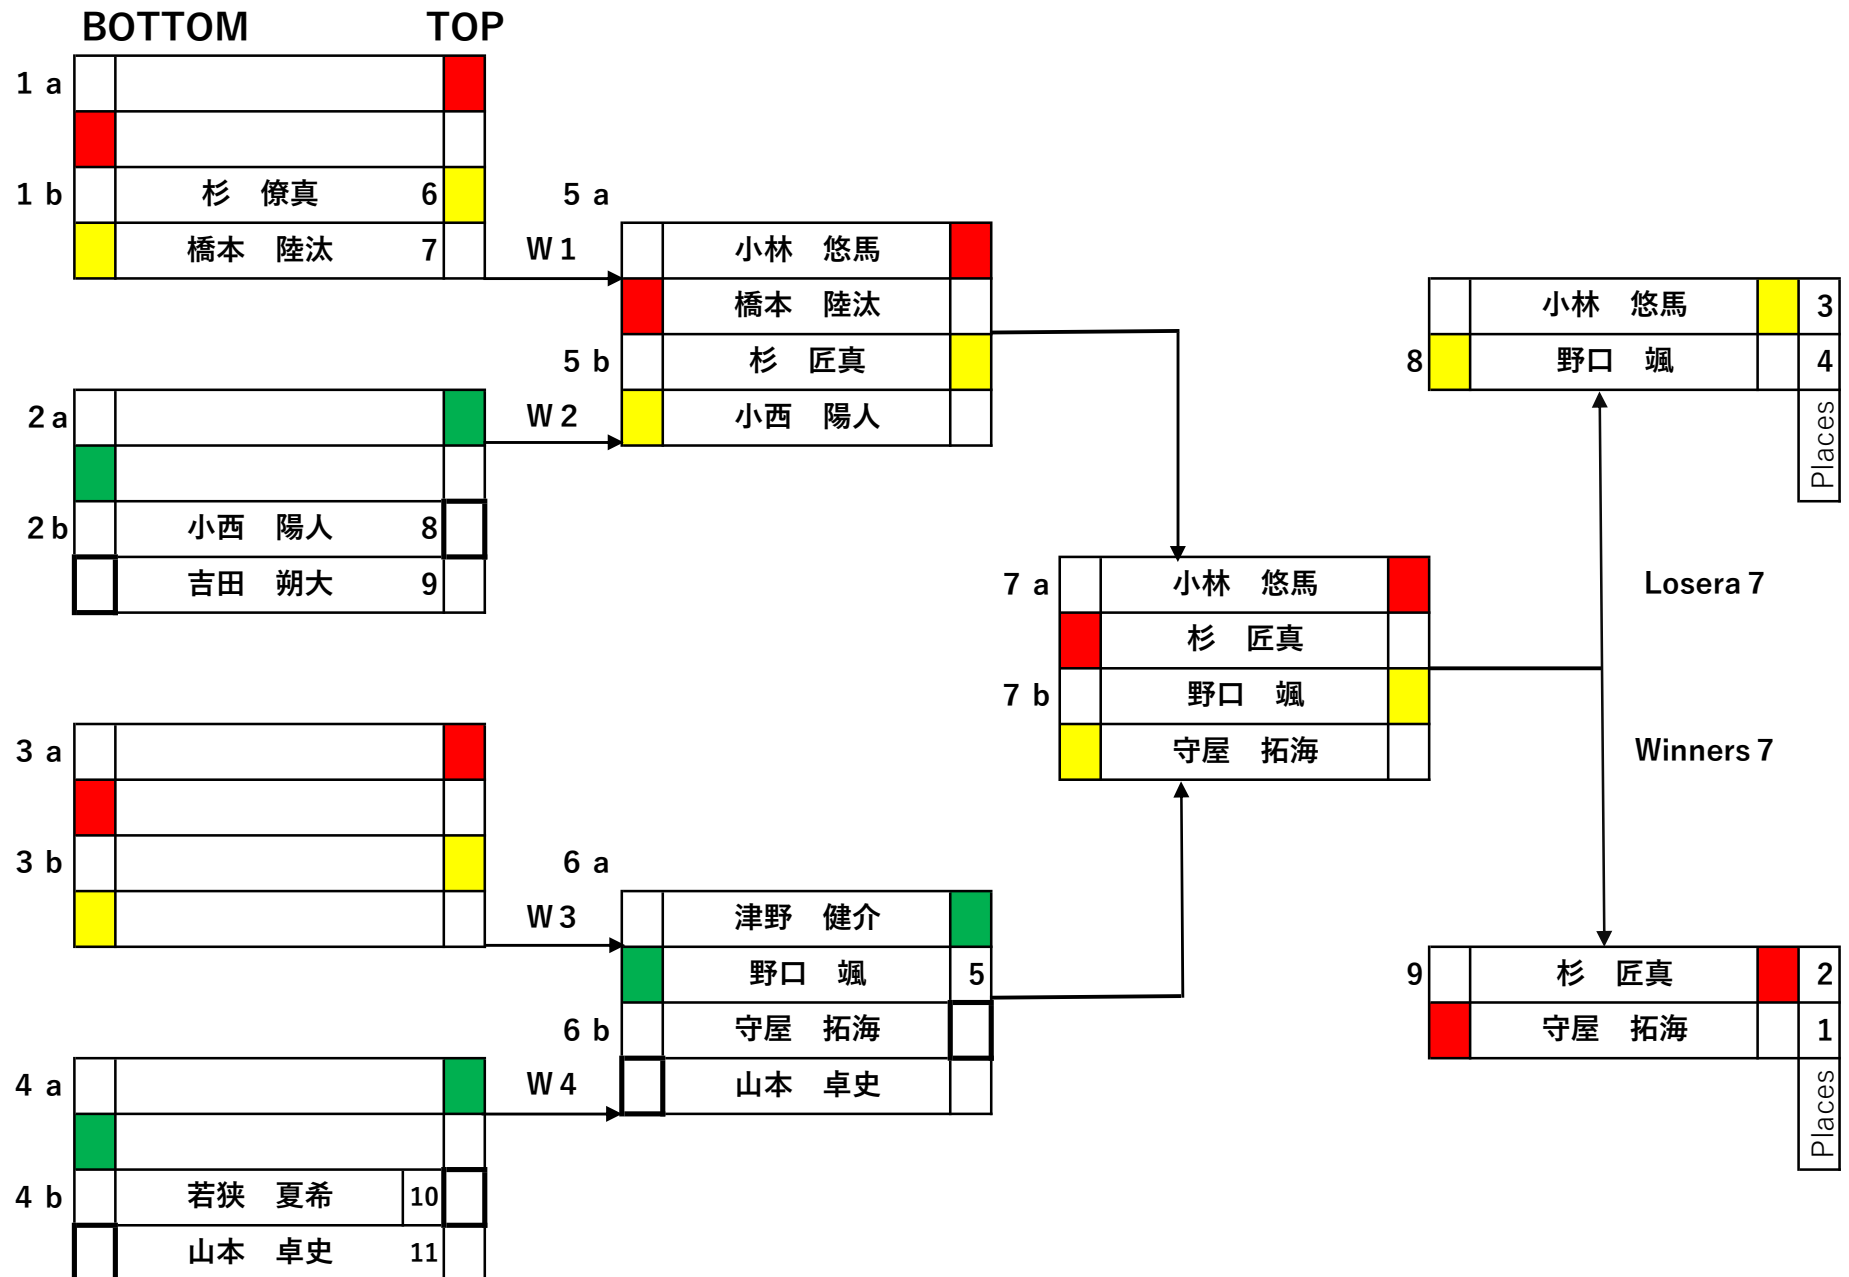 BOTTOM TOP
1 a
1 b 杉 僚真 6
橋本 陸汰 7
W 1
2 a
2 b 小西 陽人 8
吉田 朔大 9
W 2
3 a
3 b
W 3
4 a
4 b 若狭 夏希 10
山本 卓史 11
W 4
5 a
小林 悠馬
橋本 陸汰
5 b 杉 匠真
小西 陽人
6 a
津野 健介
野口 颯 5
6 b 守屋 拓海
山本 卓史
7 a 小林 悠馬
杉 匠真
7 b 野口 颯
守屋 拓海
小林 悠馬 3
8 野口 颯 4
Places
Losera 7
Winners 7
9 杉 匠真 2
守屋 拓海 1
Places